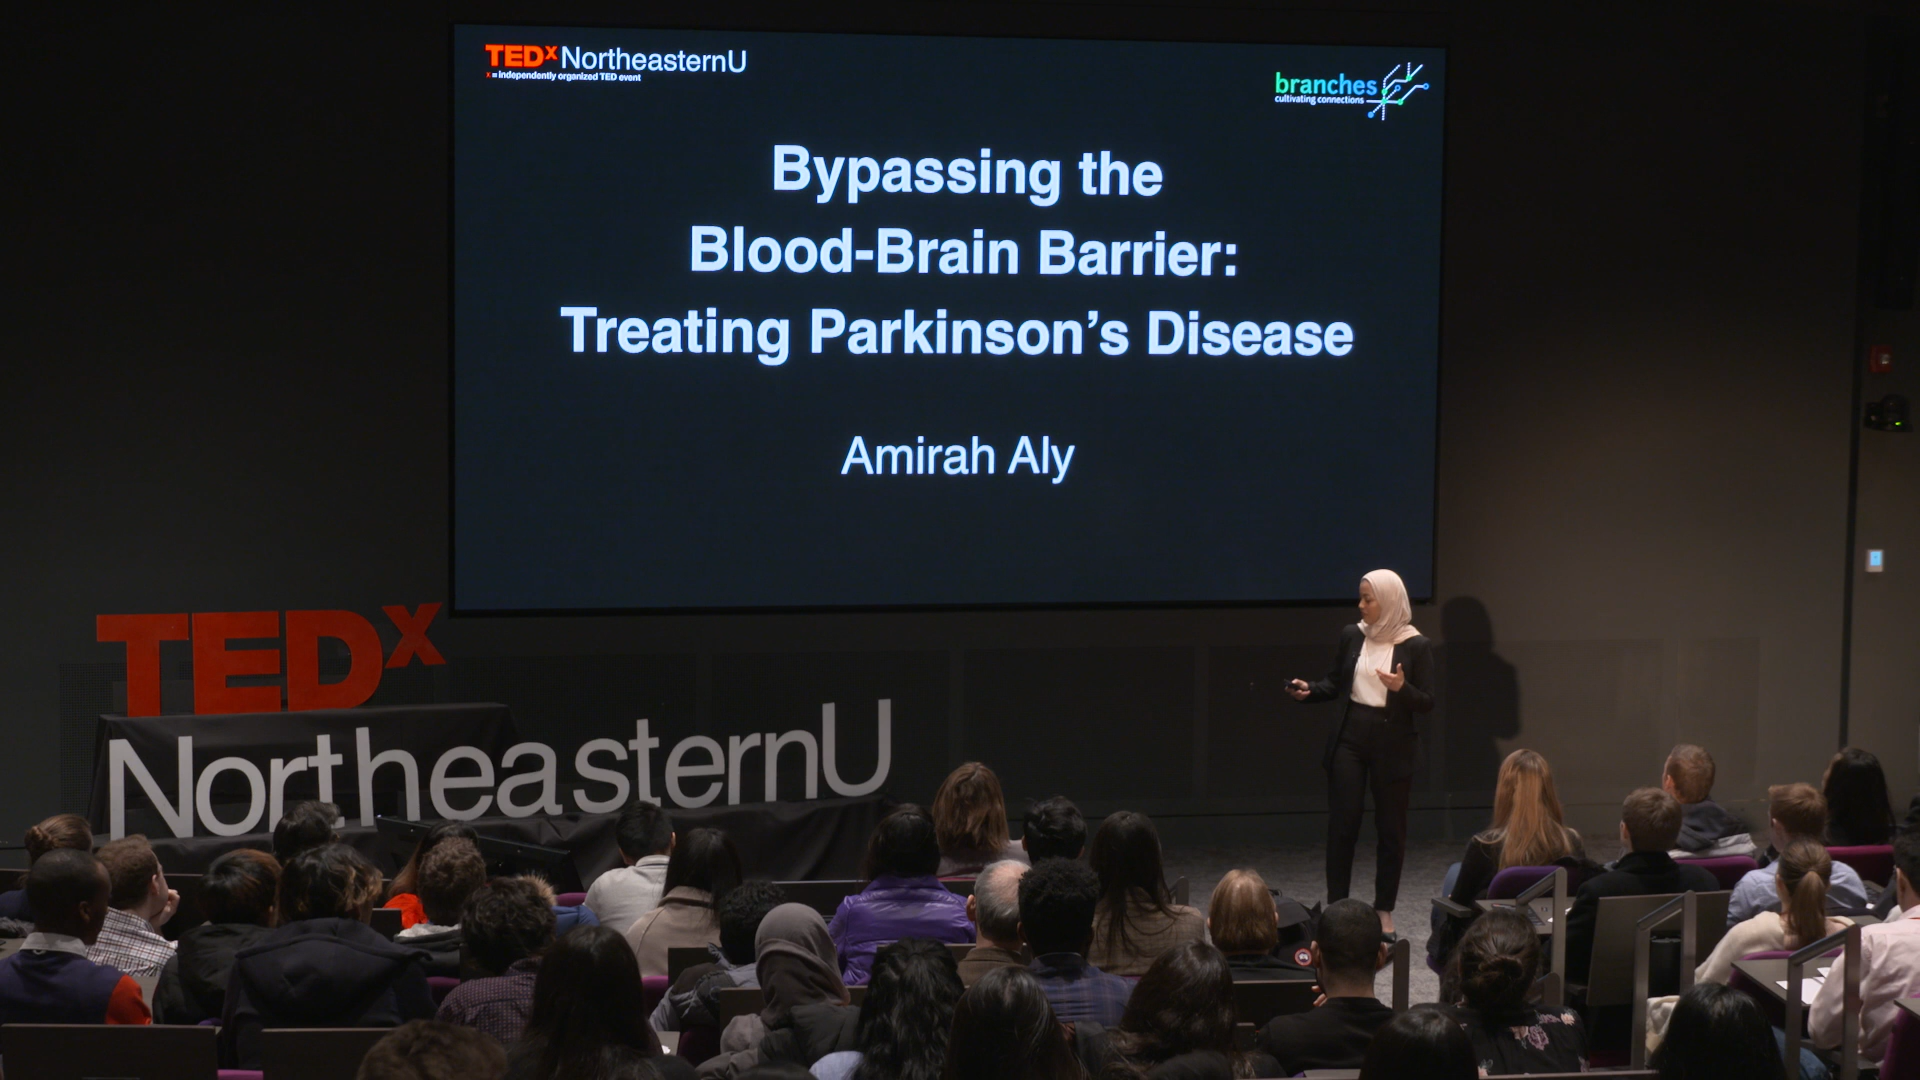 TEDx NortheasternU
x = independently organized TED event
branches
cultivating connections
Bypassing the
Blood-Brain Barrier:
Treating Parkinson’s Disease
Amirah Aly
TEDx
NortheasternU